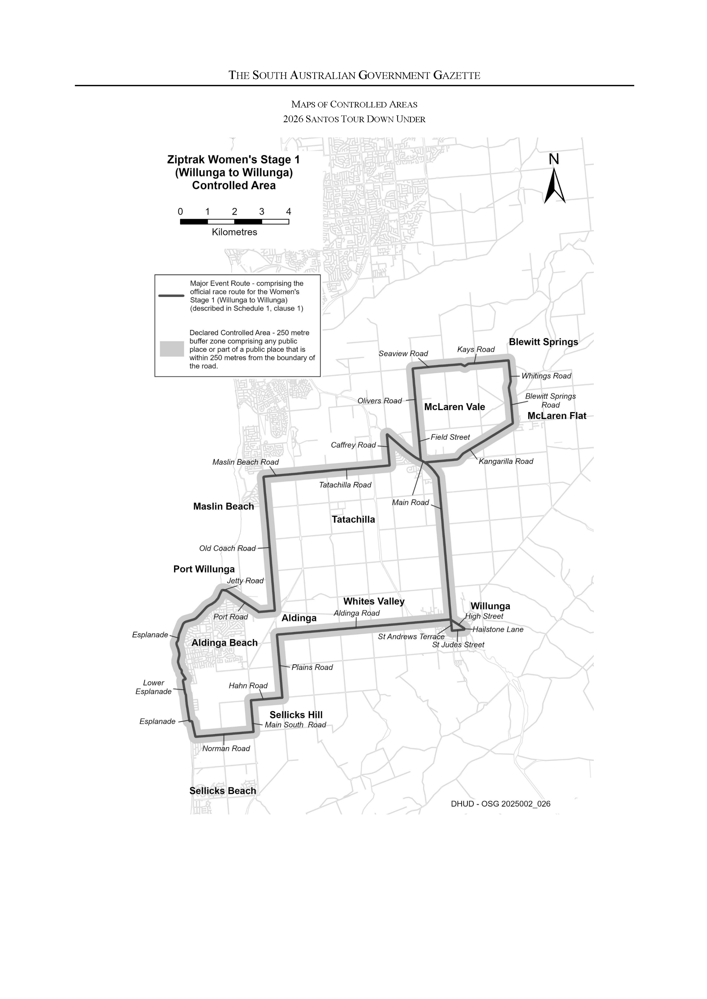 THE SOUTH AUSTRALIAN GOVERNMENT GAZETTE
MAPS OF CONTROLLED AREAS
2026 SANTOS TOUR DOWN UNDER
Ziptrak Women's Stage 1
(Willunga to Willunga)
Controlled Area
N
0 1 2 3 4
Kilometres
Major Event Route - comprising the
official race route for the Women's
Stage 1 (Willunga to Willunga)
(described in Schedule 1, clause 1)
Declared Controlled Area - 250 metre
buffer zone comprising any public
place or part of a public place that is
within 250 metres from the boundary of
the road.
Blewitt Springs
Kays Road
Seaview Road
Whitings Road
Blewitt Springs
Road
Olivers Road
McLaren Vale
McLaren Flat
Field Street
Caffrey Road
Kangarilla Road
Maslin Beach Road
Tatachilla Road
Main Road
Maslin Beach
Tatachilla
Old Coach Road
Port Willunga
Jetty Road
Whites Valley
Willunga
Aldinga Road
High Street
Port Road
Aldinga
Hailstone Lane
Esplanade
St Andrews Terrace
Aldinga Beach
St Judes Street
Plains Road
Lower
Esplanade
Hahn Road
Sellicks Hill
Esplanade
Main South Road
Norman Road
Sellicks Beach
DHUD - OSG 2025002_026